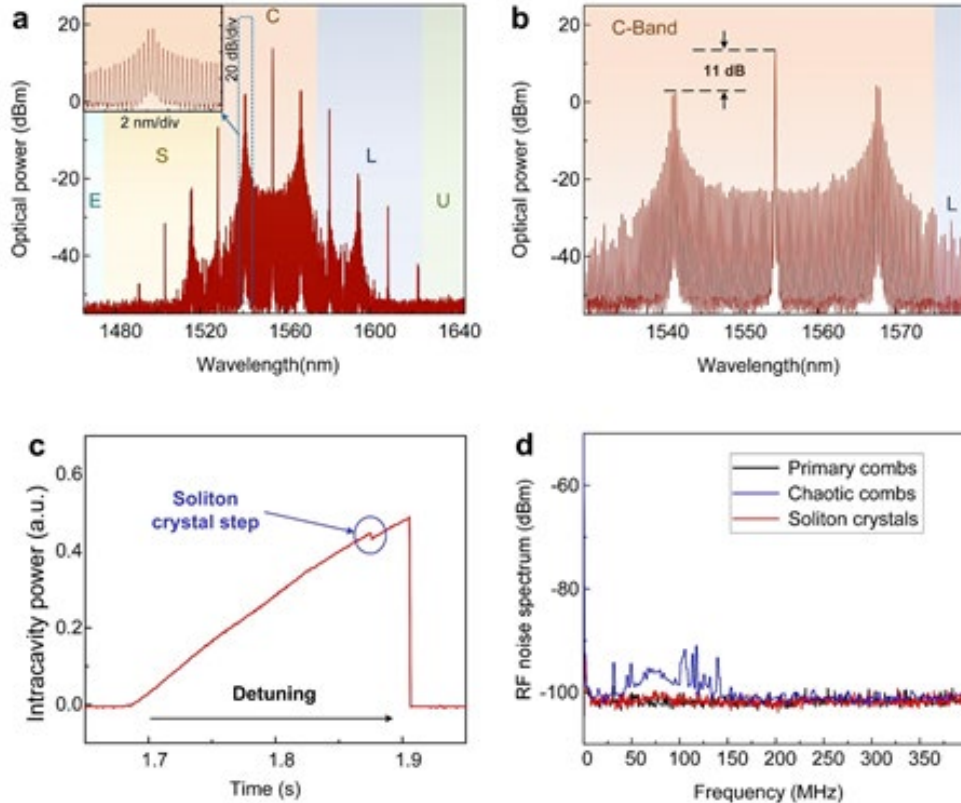 a
20
0
-20
-40
Optical power (dBm)
2 nm/div
20 dB/div
C
S
E
L
U
1480
1520
1560
1600
1640
Wavelength(nm)
b
20
0
-20
-40
Optical power (dBm)
C-Band
11 dB
L
1540
1550
1560
1570
Wavelength(nm)
c
0.6
0.4
0.2
0.0
Intracavity power (a.u.)
Soliton
crystal step
Detuning
1.7
1.8
1.9
Time (s)
d
-60
-80
-100
RF noise spectrum (dBm)
Primary combs
Chaotic combs
Soliton crystals
0
50
100
150
200
250
300
350
Frequency (MHz)